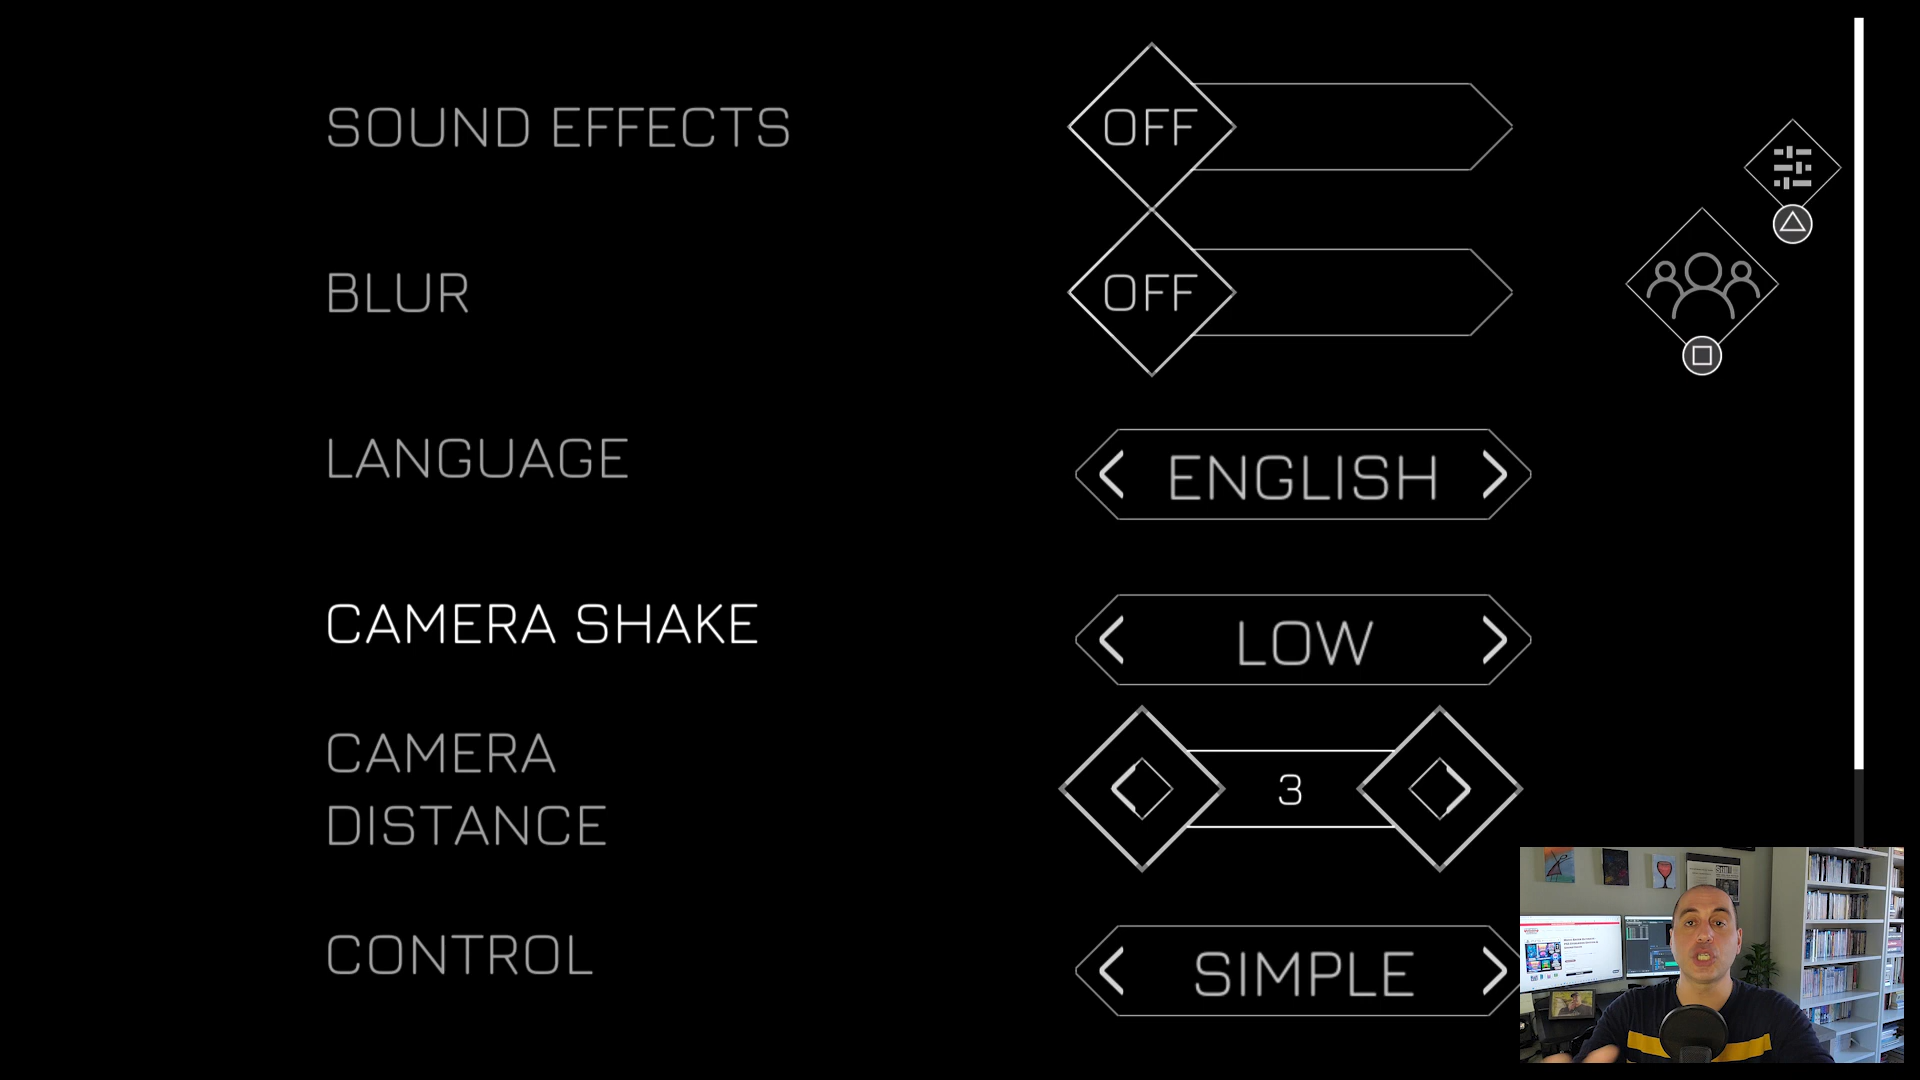 SOUND EFFECTS
OFF
BLUR
OFF
LANGUAGE
ENGLISH
CAMERA SHAKE
LOW
CAMERA
DISTANCE
3
CONTROL
SIMPLE